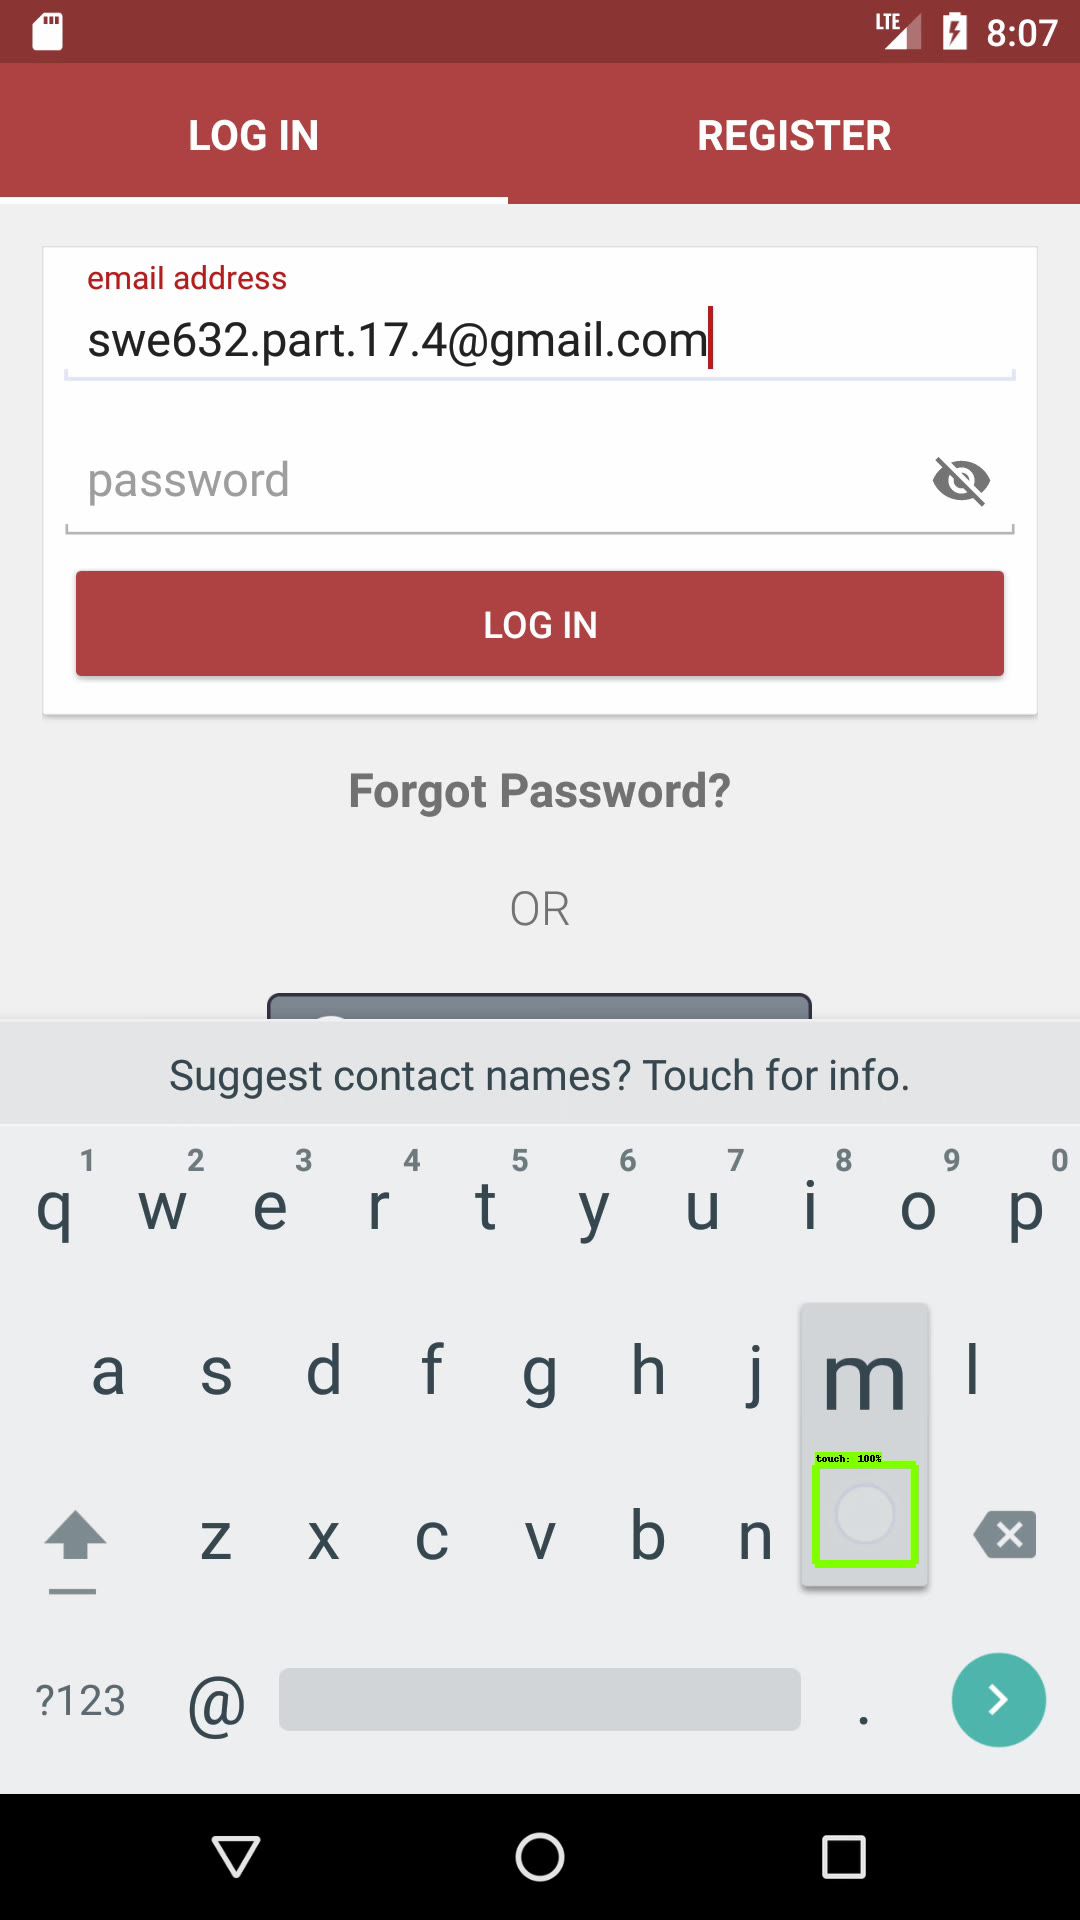 LTE 8:07
LOG IN REGISTER
email address
swe632.part.17.4@gmail.com
password
LOG IN
Forgot Password?
OR
Suggest contact names? Touch for info.
1 2 3 4 5 6 7 8 9 0
q w e r t y u i o p
a s d f g h j m l
touch: 100%
z x c v b n
?123 @ .